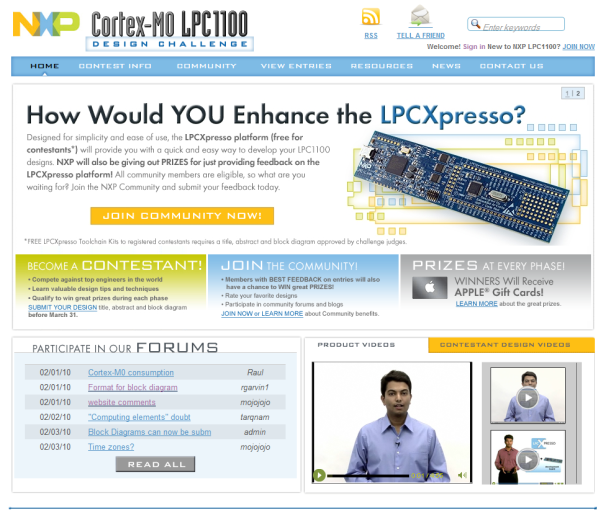 NXP Cortex-M0 LPC1100
DESIGN CHALLENGE
RSS
TELL A FRIEND
Enter keywords
Welcome! Sign in New to NXP LPC1100? JOIN NOW
HOME CONTEST INFO COMMUNITY VIEW ENTRIES RESOURCES NEWS CONTACT US
1 | 2
How Would YOU Enhance the LPCXpresso?
Designed for simplicity and ease of use, the LPCXpresso platform (free for
contestants*) will provide you with a quick and easy way to develop your LPC1100
designs. NXP will also be giving out PRIZES for just providing feedback on the
LPCXpresso platform! All community members are eligible, so what are you
waiting for? Join the NXP Community and submit your feedback today.
JOIN COMMUNITY NOW!
*FREE LPCXpresso Toolchain Kits to registered contestants requires a title, abstract and block diagram approved by challenge judges.
BECOME A CONTESTANT!
• Compete against top engineers in the world
• Learn valuable design tips and techniques
• Qualify to win great prizes during each phase
SUBMIT YOUR DESIGN title, abstract and block diagram
before March 31.
JOIN THE COMMUNITY!
• Members with BEST FEEDBACK on entries will also
have a chance to WIN great PRIZES!
• Rate your favorite designs
• Participate in community forums and blogs
JOIN NOW or LEARN MORE about Community benefits.
PRIZES AT EVERY PHASE!
WINNERS Will Receive
APPLE® Gift Cards!
LEARN MORE about the great prizes.
PARTICIPATE IN OUR FORUMS
02/01/10 Cortex-M0 consumption Raul
02/01/10 Format for block diagram rgarvin1
02/01/10 website comments mojojojo
02/02/10 "Computing elements" doubt tarqnam
02/03/10 Block Diagrams can now be subm admin
02/03/10 Time zones? mojojojo
READ ALL
PRODUCT VIDEOS
CONTESTANT DESIGN VIDEOS